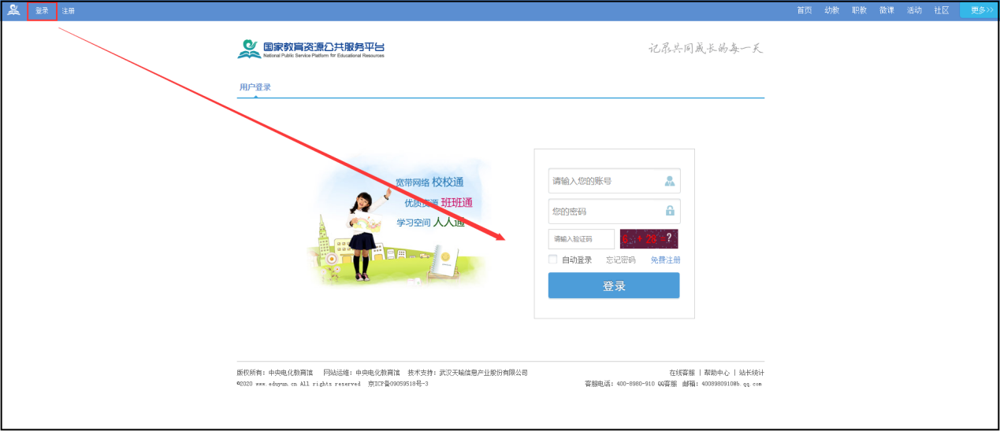 登录 注册 首页 幼教 职教 微课 活动 社区 更多>>
国家教育资源公共服务平台
National Public Service Platform for Educational Resources
记录共同成长的每一天
用户登录
宽带网络 校校通
优质资源 班班通
学习空间 人人通
请输入您的账号
您的密码
请输入验证码 6 + 28 = ?
自动登录 忘记密码 免费注册
登录
版权所有：中央电化教育馆 网站运维：中央电化教育馆 技术支持：武汉天喻信息产业股份有限公司 在线客服 | 帮助中心 | 站长统计
©2020 www.eduyun.cn All rights reserved 京ICP备09059518号-3 客服电话：400-8980-910 QQ客服 邮箱：4008980910@b.qq.com